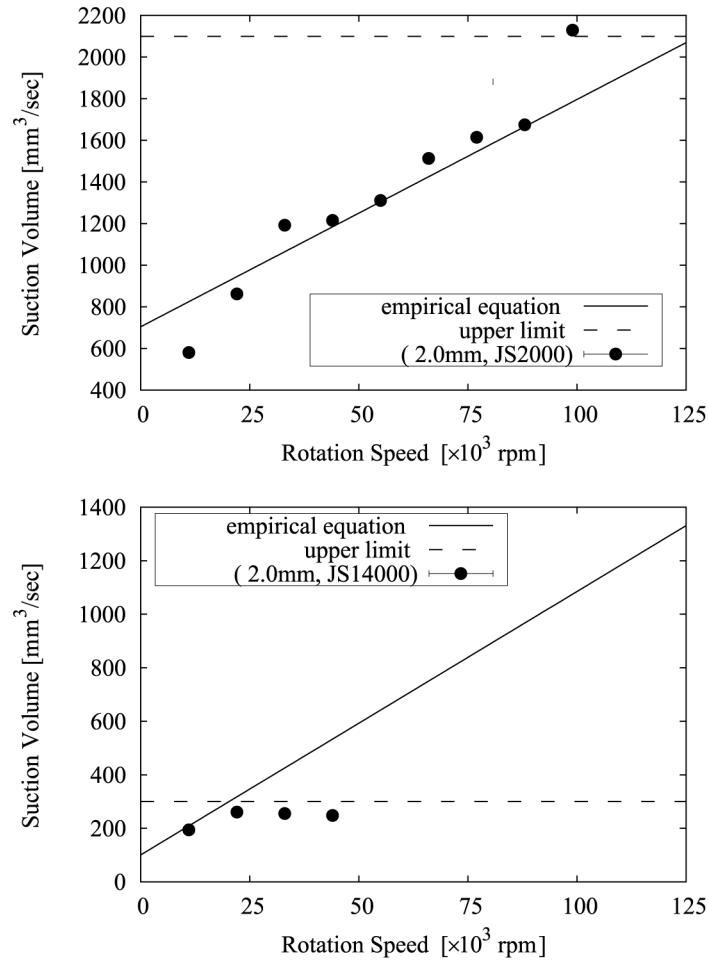 2200
2000
1800
1600
1400
1200
1000
800
600
400
Suction Volume [mm³/sec]
empirical equation
upper limit
( 2.0mm, JS2000)
0 25 50 75 100 125
Rotation Speed [×10³ rpm]
1400
1200
1000
800
600
400
200
0
Suction Volume [mm³/sec]
empirical equation
upper limit
( 2.0mm, JS14000)
0 25 50 75 100 125
Rotation Speed [×10³ rpm]